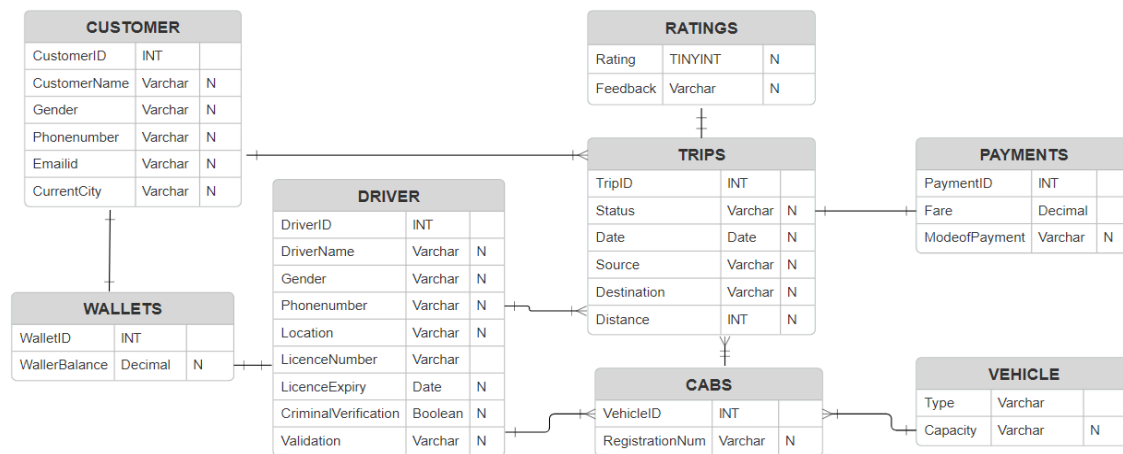 CUSTOMER
CustomerID INT
CustomerName Varchar N
Gender Varchar N
Phonenumber Varchar N
Emailid Varchar N
CurrentCity Varchar N
RATINGS
Rating TINYINT N
Feedback Varchar N
TRIPS
TripID INT
Status Varchar N
Date Date N
Source Varchar N
Destination Varchar N
Distance INT N
PAYMENTS
PaymentID INT
Fare Decimal
ModeofPayment Varchar N
DRIVER
DriverID INT
DriverName Varchar N
Gender Varchar N
Phonenumber Varchar N
Location Varchar N
LicenceNumber Varchar
LicenceExpiry Date N
CriminalVerification Boolean N
Validation Varchar N
WALLETS
WalletID INT
WallerBalance Decimal N
CABS
VehicleID INT
RegistrationNum Varchar N
VEHICLE
Type Varchar
Capacity Varchar N